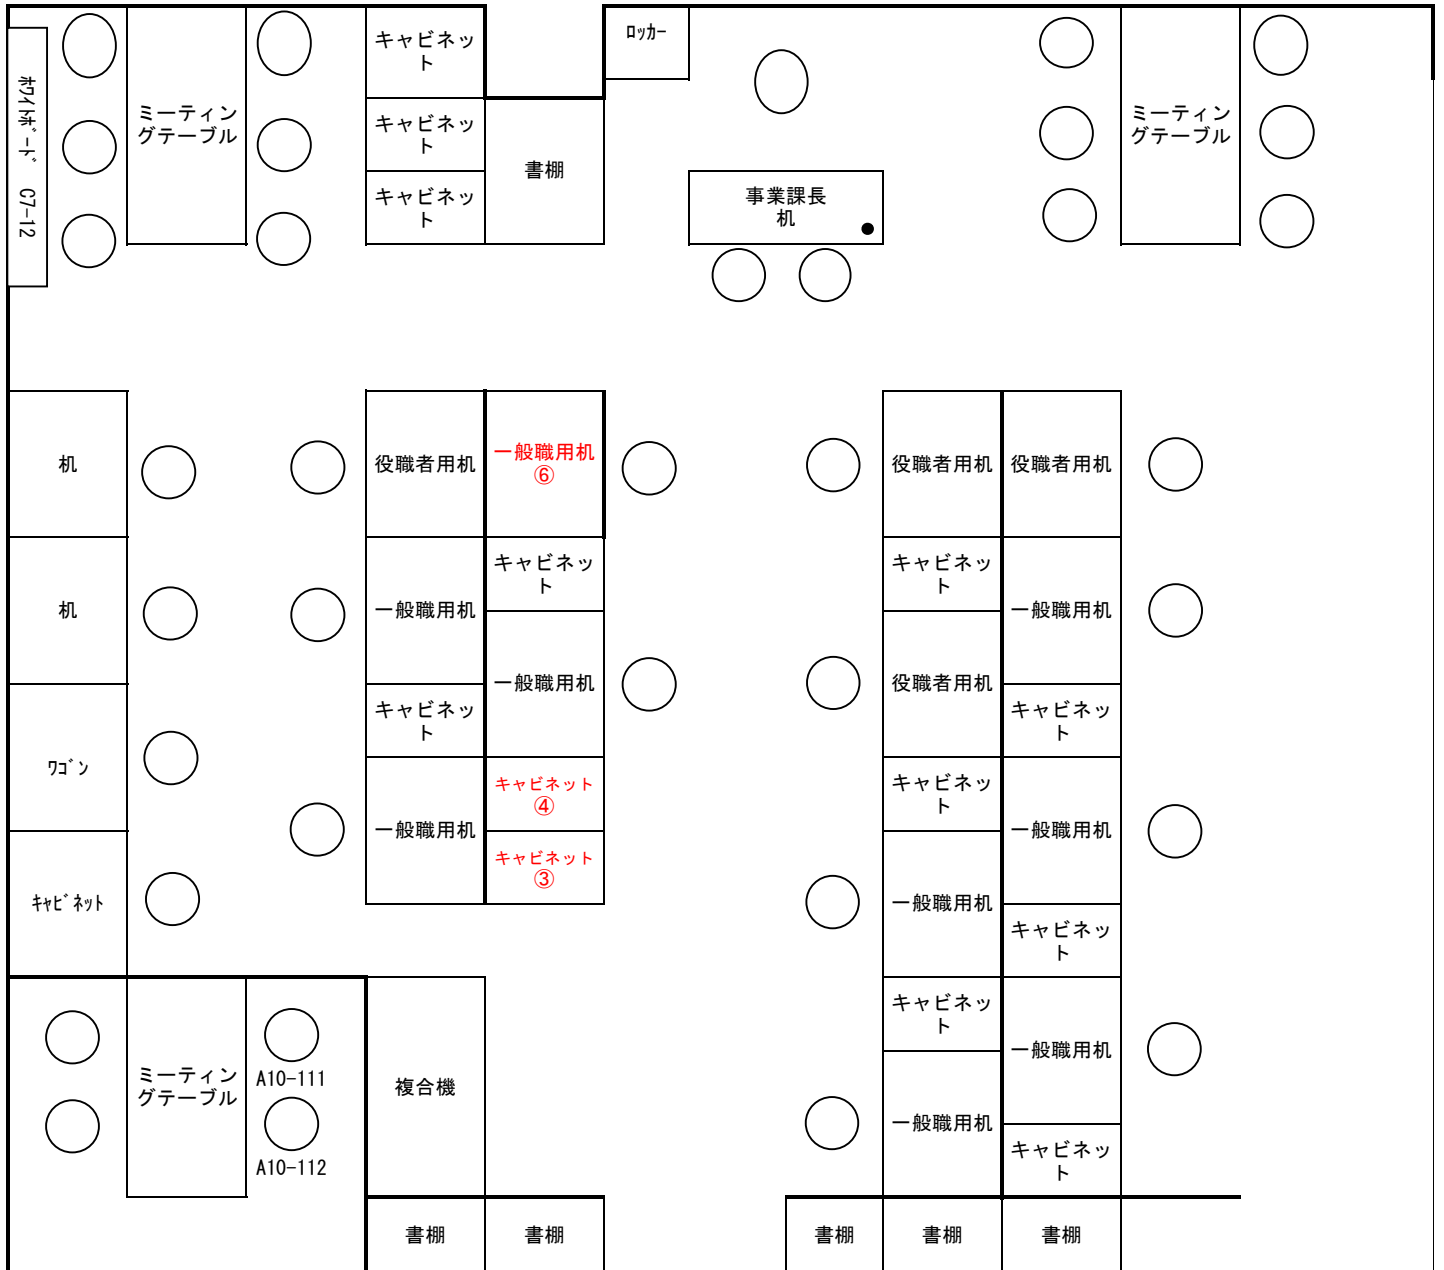 ﾎﾜｲﾄﾎﾞｰﾄﾞ C7-12
ミーティン
グテーブル
キャビネッ
ト
キャビネッ
ト
キャビネッ
ト
書棚
ﾛｯｶｰ
事業課長
机
ミーティン
グテーブル
机
机
ﾜｺﾞﾝ
ｷｬﾋﾞﾈｯﾄ
役職者用机
一般職用机
キャビネッ
ト
一般職用机
一般職用机
⑥
キャビネッ
ト
一般職用机
キャビネット
④
キャビネット
③
役職者用机
キャビネッ
ト
役職者用机
キャビネッ
ト
一般職用机
キャビネッ
ト
一般職用机
役職者用机
一般職用机
キャビネッ
ト
一般職用机
キャビネッ
ト
一般職用机
キャビネッ
ト
ミーティン
グテーブル
A10-111
A10-112
複合機
書棚
書棚
書棚
書棚
書棚